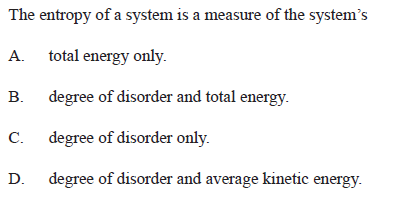 The entropy of a system is a measure of the system’s
A. total energy only.
B. degree of disorder and total energy.
C. degree of disorder only.
D. degree of disorder and average kinetic energy.